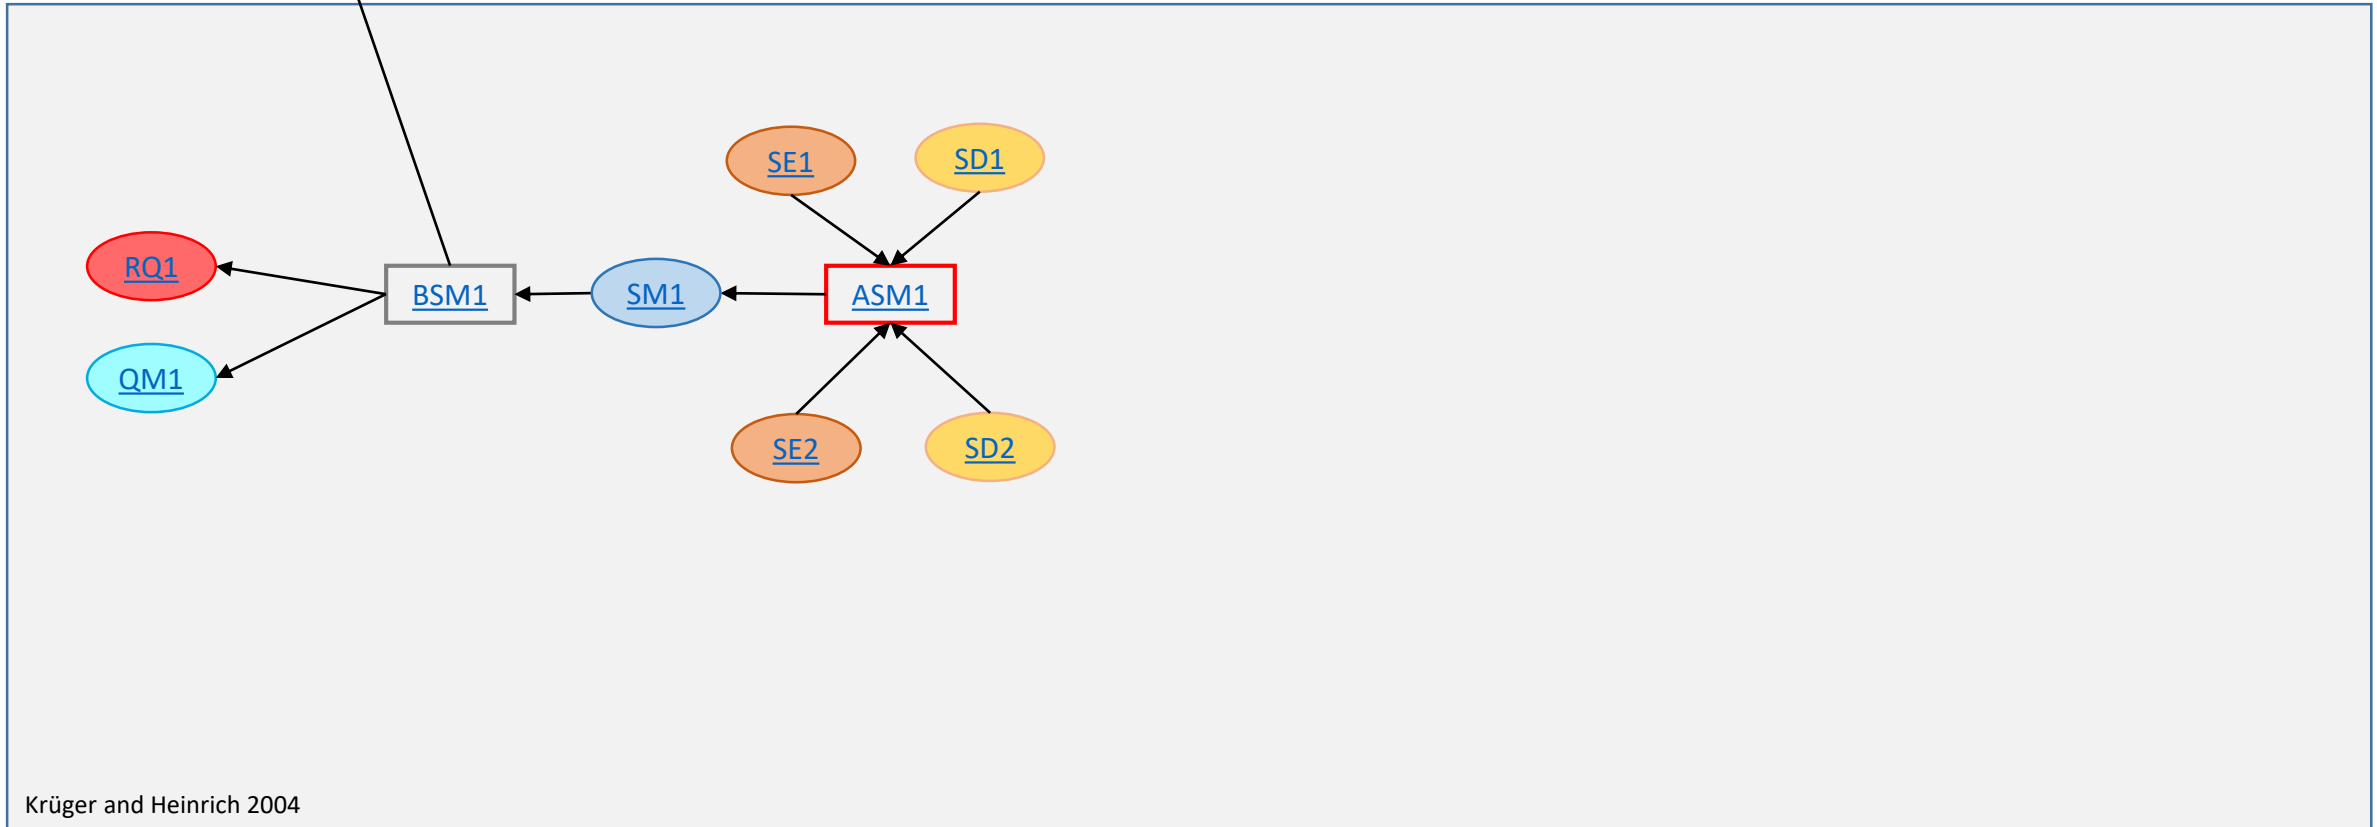 SE1
SD1
RQ1
BSM1
SM1
ASM1
QM1
SE2
SD2
Krüger and Heinrich 2004